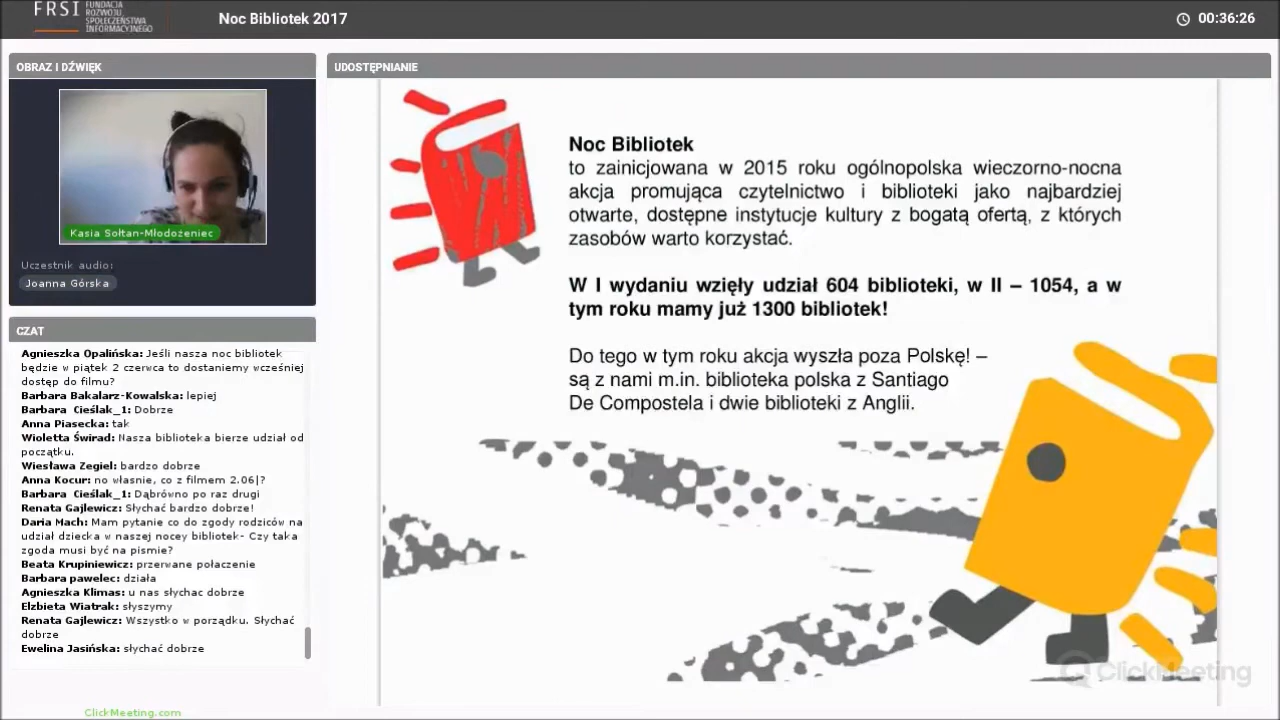 FRSI FUNDACJA
ROZWOJU
SPOŁECZEŃSTWA
INFORMACYJNEGO
Noc Bibliotek 2017
00:36:26
OBRAZ I DŹWIĘK
Kasia Sołtan-Młodożeniec
Uczestnik audio:
Joanna Górska
CZAT
Agnieszka Opalińska: Jeśli nasza noc bibliotek
będzie w piątek 2 czerwca to dostaniemy wcześniej
dostęp do filmu?
Barbara Bakalarz-Kowalska: lepiej
Barbara Cieślak_1: Dobrze
Anna Piasecka: tak
Wioletta Świrad: Nasza biblioteka bierze udział od
początku.
Wiesława Zegiel: bardzo dobrze
Anna Kocur: no własnie, co z filmem 2.06|?
Barbara Cieślak_1: Dąbrówno po raz drugi
Renata Gajlewicz: Słychać bardzo dobrze!
Daria Mach: Mam pytanie co do zgody rodziców na
udział dziecka w naszej nocey bibliotek- Czy taka
zgoda musi być na pismie?
Beata Krupiniewicz: przerwane połaczenie
Barbara pawelec: działa
Agnieszka Klimas: u nas słychac dobrze
Elzbieta Wiatrak: słyszymy
Renata Gajlewicz: Wszystko w porządku. Słychać
dobrze
Ewelina Jasińska: słychać dobrze
ClickMeeting.com
UDOSTĘPNIANIE
Noc Bibliotek
to zainicjowana w 2015 roku ogólnopolska wieczorno-nocna
akcja promująca czytelnictwo i biblioteki jako najbardziej
otwarte, dostępne instytucje kultury z bogatą ofertą, z których
zasobów warto korzystać.
W I wydaniu wzięły udział 604 biblioteki, w II – 1054, a w
tym roku mamy już 1300 bibliotek!
Do tego w tym roku akcja wyszła poza Polskę! –
są z nami m.in. biblioteka polska z Santiago
De Compostela i dwie biblioteki z Anglii.
ClickMeeting